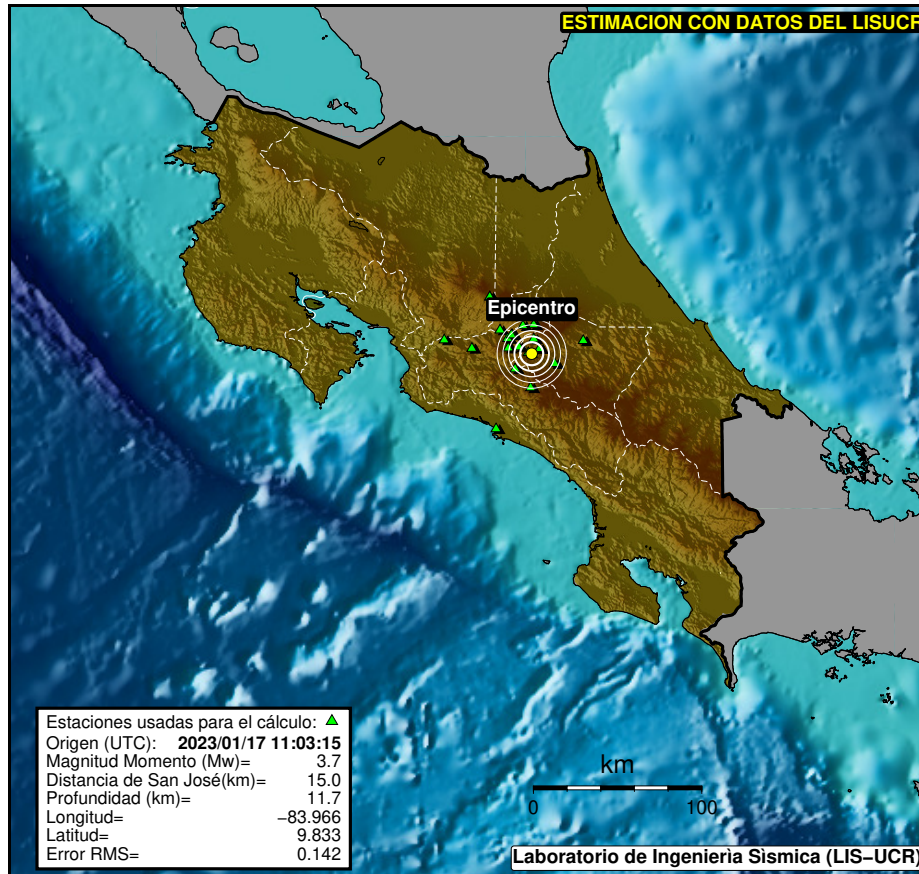 ESTIMACION CON DATOS DEL LISUCR
Epicentro
Estaciones usadas para el cálculo:
Origen (UTC): 2023/01/17 11:03:15
Magnitud Momento (Mw)= 3.7
Distancia de San José(km)= 15.0
Profundidad (km)= 11.7
Longitud= −83.966
Latitud= 9.833
Error RMS= 0.142
km
0 100
Laboratorio de Ingenierìa Sìsmica (LIS−UCR)